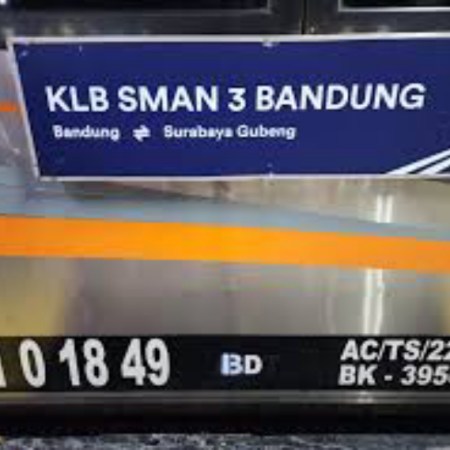 KLB SMAN 3 BANDUNG
Bandung ⇌ Surabaya Gubeng
0 18 49 BD
AC/TS/22
BK - 395